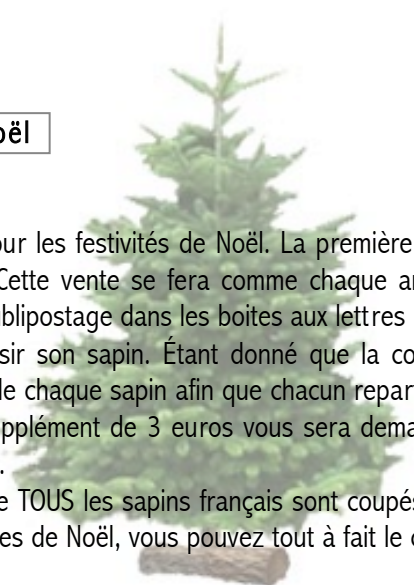 oël
our les festivités de Noël. La première
Cette vente se fera comme chaque an
blipostage dans les boites aux lettres
sir son sapin. Étant donné que la co
de chaque sapin afin que chacun repar
pplément de 3 euros vous sera dema
.
e TOUS les sapins français sont coupés
es de Noël, vous pouvez tout à fait le c